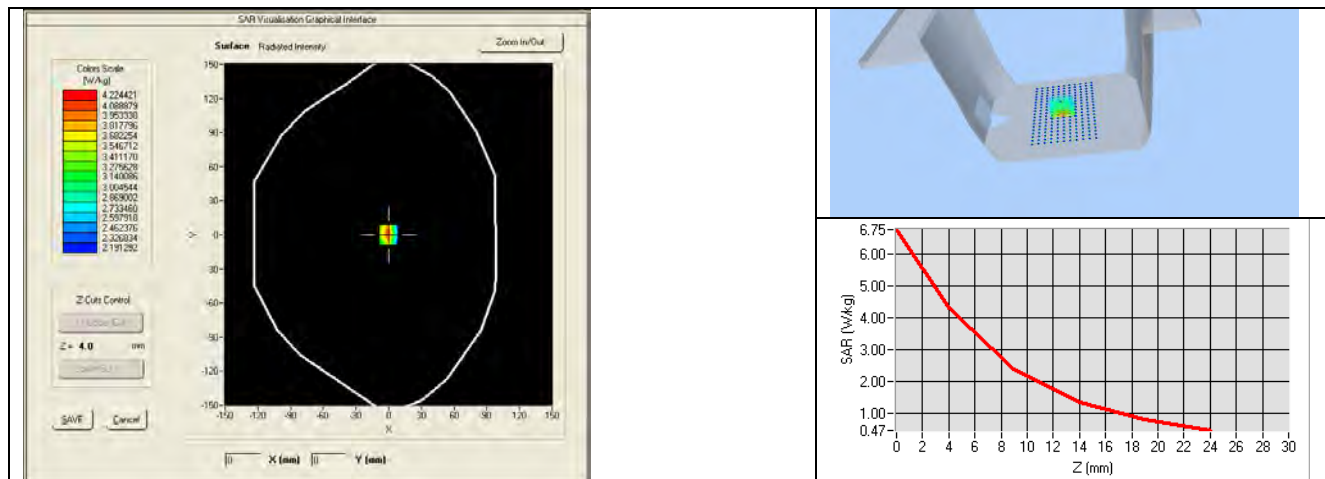 SAR Visualisation Graphical Interface
Surface Radiated Intensity
Zoom In/Out
Colors Scale
[W/kg]
4.224421
4.088879
3.953338
3.817796
3.682254
3.546712
3.411170
3.275628
3.140086
3.004544
2.869002
2.733460
2.597918
2.462376
2.326834
2.191292
Z Cuts Control
Z = 4.0 mm
SAVE Cancel
150
120
90
60
30
0
-30
-60
-90
-120
-150
Y
-150 -120 -90 -60 -30 0 30 60 90 120 150
X
0 X (mm) 0 Y (mm)
6.75
6.00
5.00
4.00
3.00
2.00
1.00
0.47
SAR (W/kg)
0 2 4 6 8 10 12 14 16 18 20 22 24 26 28 30
Z (mm)